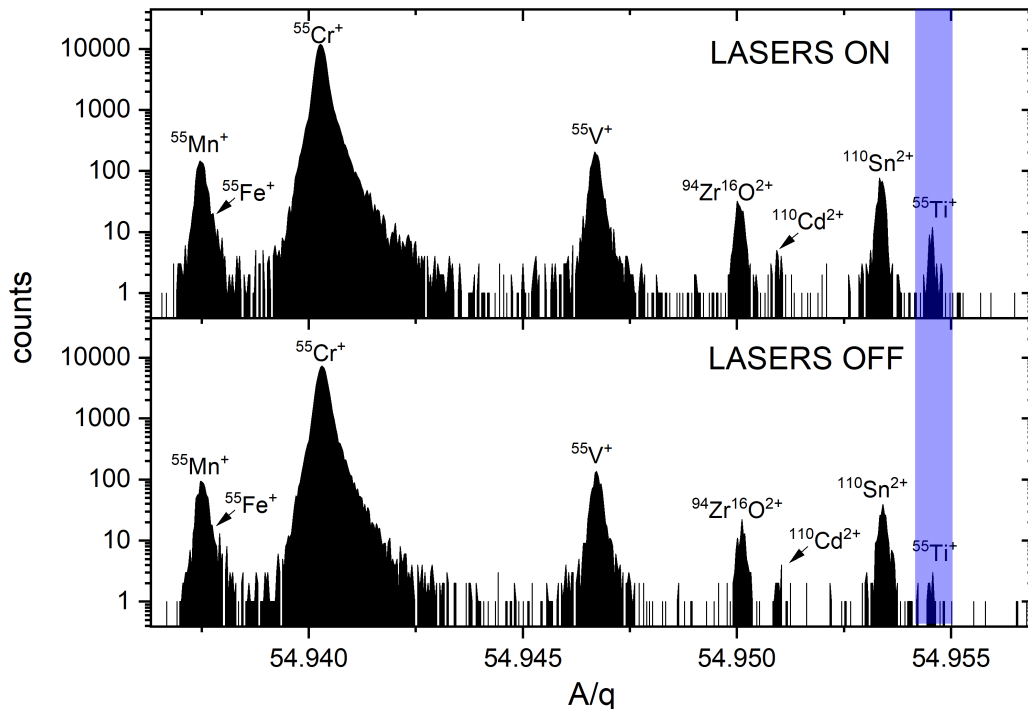 counts
10000
1000
100
10
1
LASERS ON
⁵⁵Mn⁺
⁵⁵Fe⁺
⁵⁵Cr⁺
⁵⁵V⁺
⁹⁴Zr¹⁶O²⁺
¹¹⁰Cd²⁺
¹¹⁰Sn²⁺
⁵⁵Ti⁺
10000
1000
100
10
1
LASERS OFF
⁵⁵Mn⁺
⁵⁵Fe⁺
⁵⁵Cr⁺
⁵⁵V⁺
⁹⁴Zr¹⁶O²⁺
¹¹⁰Cd²⁺
¹¹⁰Sn²⁺
⁵⁵Ti⁺
54.940
54.945
54.950
54.955
A/q